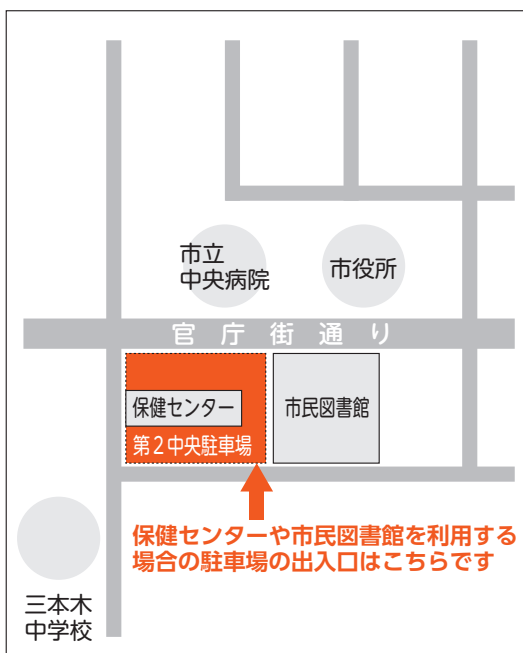 市立
中央病院
市役所
官庁街通り
保健センター
市民図書館
第2中央駐車場
保健センターや市民図書館を利用する
場合の駐車場の出入口はこちらです
三本木
中学校